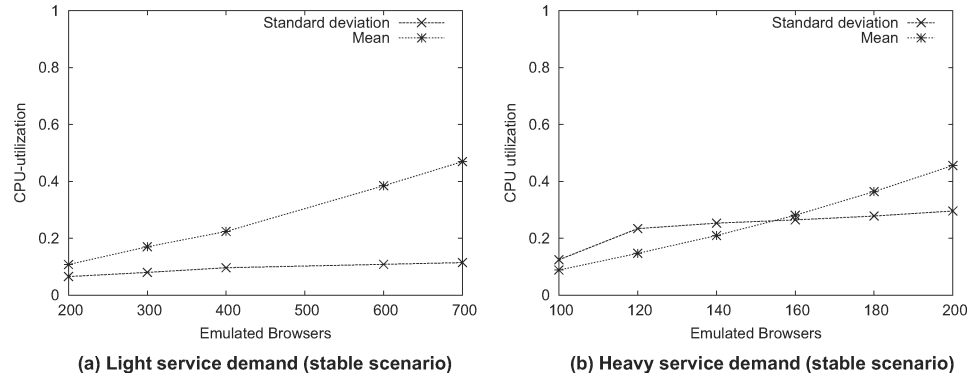 1
0.8
0.6
0.4
0.2
0
CPU-utilization
Standard deviation
Mean
200 300 400 500 600 700
Emulated Browsers
(a) Light service demand (stable scenario)
1
0.8
0.6
0.4
0.2
0
CPU utilization
Standard deviation
Mean
100 120 140 160 180 200
Emulated Browsers
(b) Heavy service demand (stable scenario)